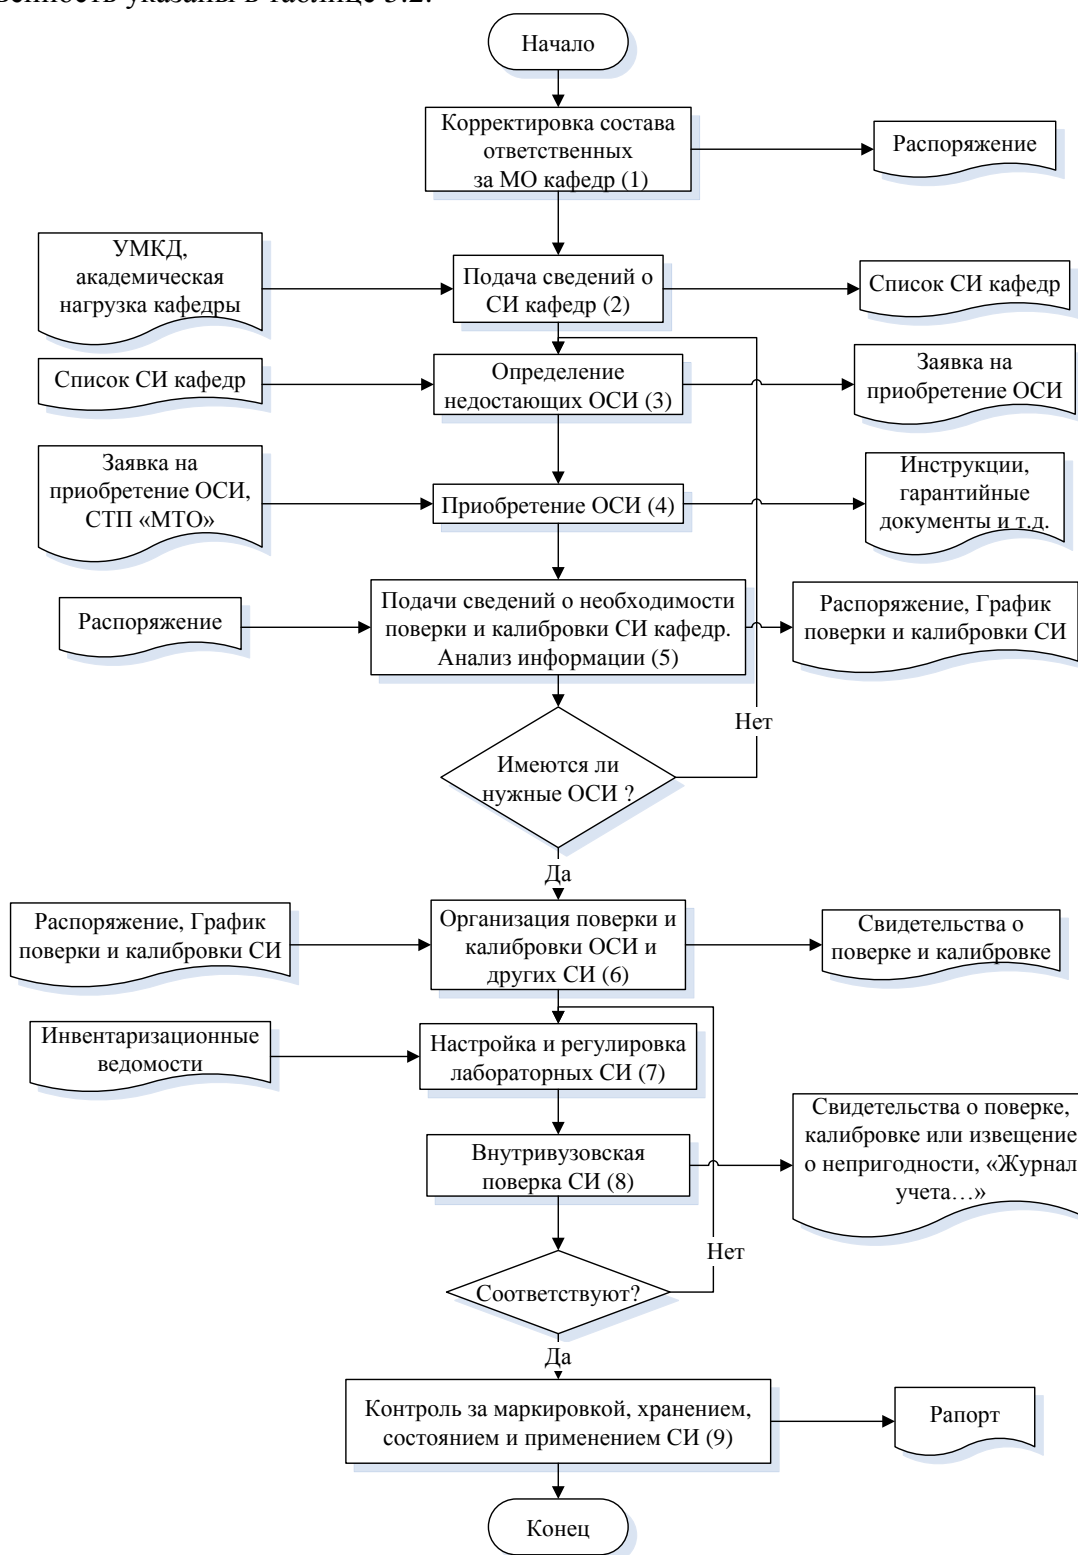 венность указаны в таблице 3.2.
Начало
Корректировка состава
ответственных
за МО кафедр (1)
Распоряжение
УМКД,
академическая
нагрузка кафедры
Подача сведений о
СИ кафедр (2)
Список СИ кафедр
Список СИ кафедр
Определение
недостающих ОСИ (3)
Заявка на
приобретение ОСИ
Заявка на
приобретение ОСИ,
СТП «МТО»
Приобретение ОСИ (4)
Инструкции,
гарантийные
документы и т.д.
Распоряжение
Подачи сведений о необходимости
поверки и калибровки СИ кафедр.
Анализ информации (5)
Распоряжение, График
поверки и калибровки СИ
Нет
Имеются ли
нужные ОСИ ?
Да
Распоряжение, График
поверки и калибровки СИ
Организация поверки и
калибровки ОСИ и
других СИ (6)
Свидетельства о
поверке и калибровке
Инвентаризационные
ведомости
Настройка и регулировка
лабораторных СИ (7)
Внутривузовская
поверка СИ (8)
Свидетельства о поверке,
калибровке или извещение
о непригодности, «Журнал
учета…»
Нет
Соответствуют?
Да
Контроль за маркировкой, хранением,
состоянием и применением СИ (9)
Рапорт
Конец